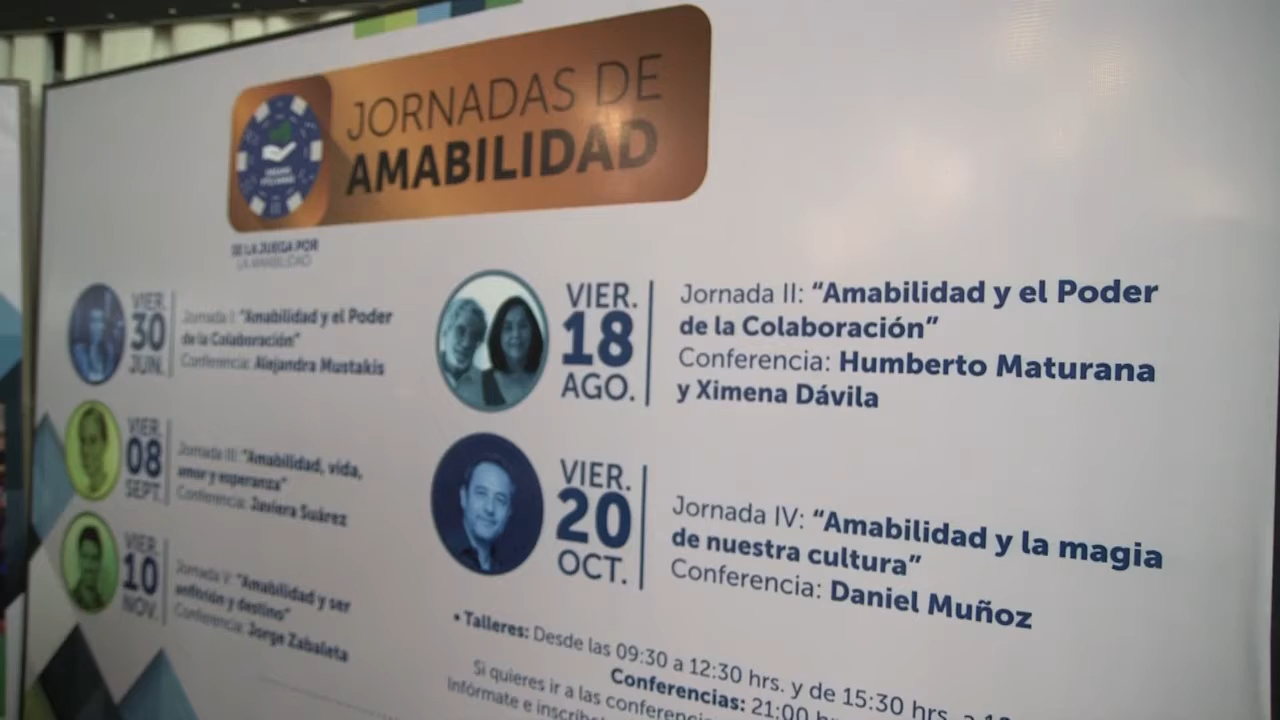 JORNADAS DE
AMABILIDAD
SE LA JUEGA POR
LA AMABILIDAD
VIER.
30
JUN.
Jornada I: "Amabilidad y el Poder
de la Colaboración"
Conferencia: Alejandra Mustakis
VIER.
18
AGO.
Jornada II: “Amabilidad y el Poder
de la Colaboración”
Conferencia: Humberto Maturana
y Ximena Dávila
VIER.
08
SEPT.
Jornada III: "Amabilidad, vida,
amor y esperanza"
Conferencia: Javiera Suárez
VIER.
20
OCT.
Jornada IV: “Amabilidad y la magia
de nuestra cultura”
Conferencia: Daniel Muñoz
VIER.
10
NOV.
Jornada V: "Amabilidad y ser
anfitrión y destino"
Conferencia: Jorge Zabaleta
• Talleres: Desde las 09:30 a 12:30 hrs. y de 15:30 hrs. a
Conferencias: 21:00
Si quieres ir a las
Infórmate e